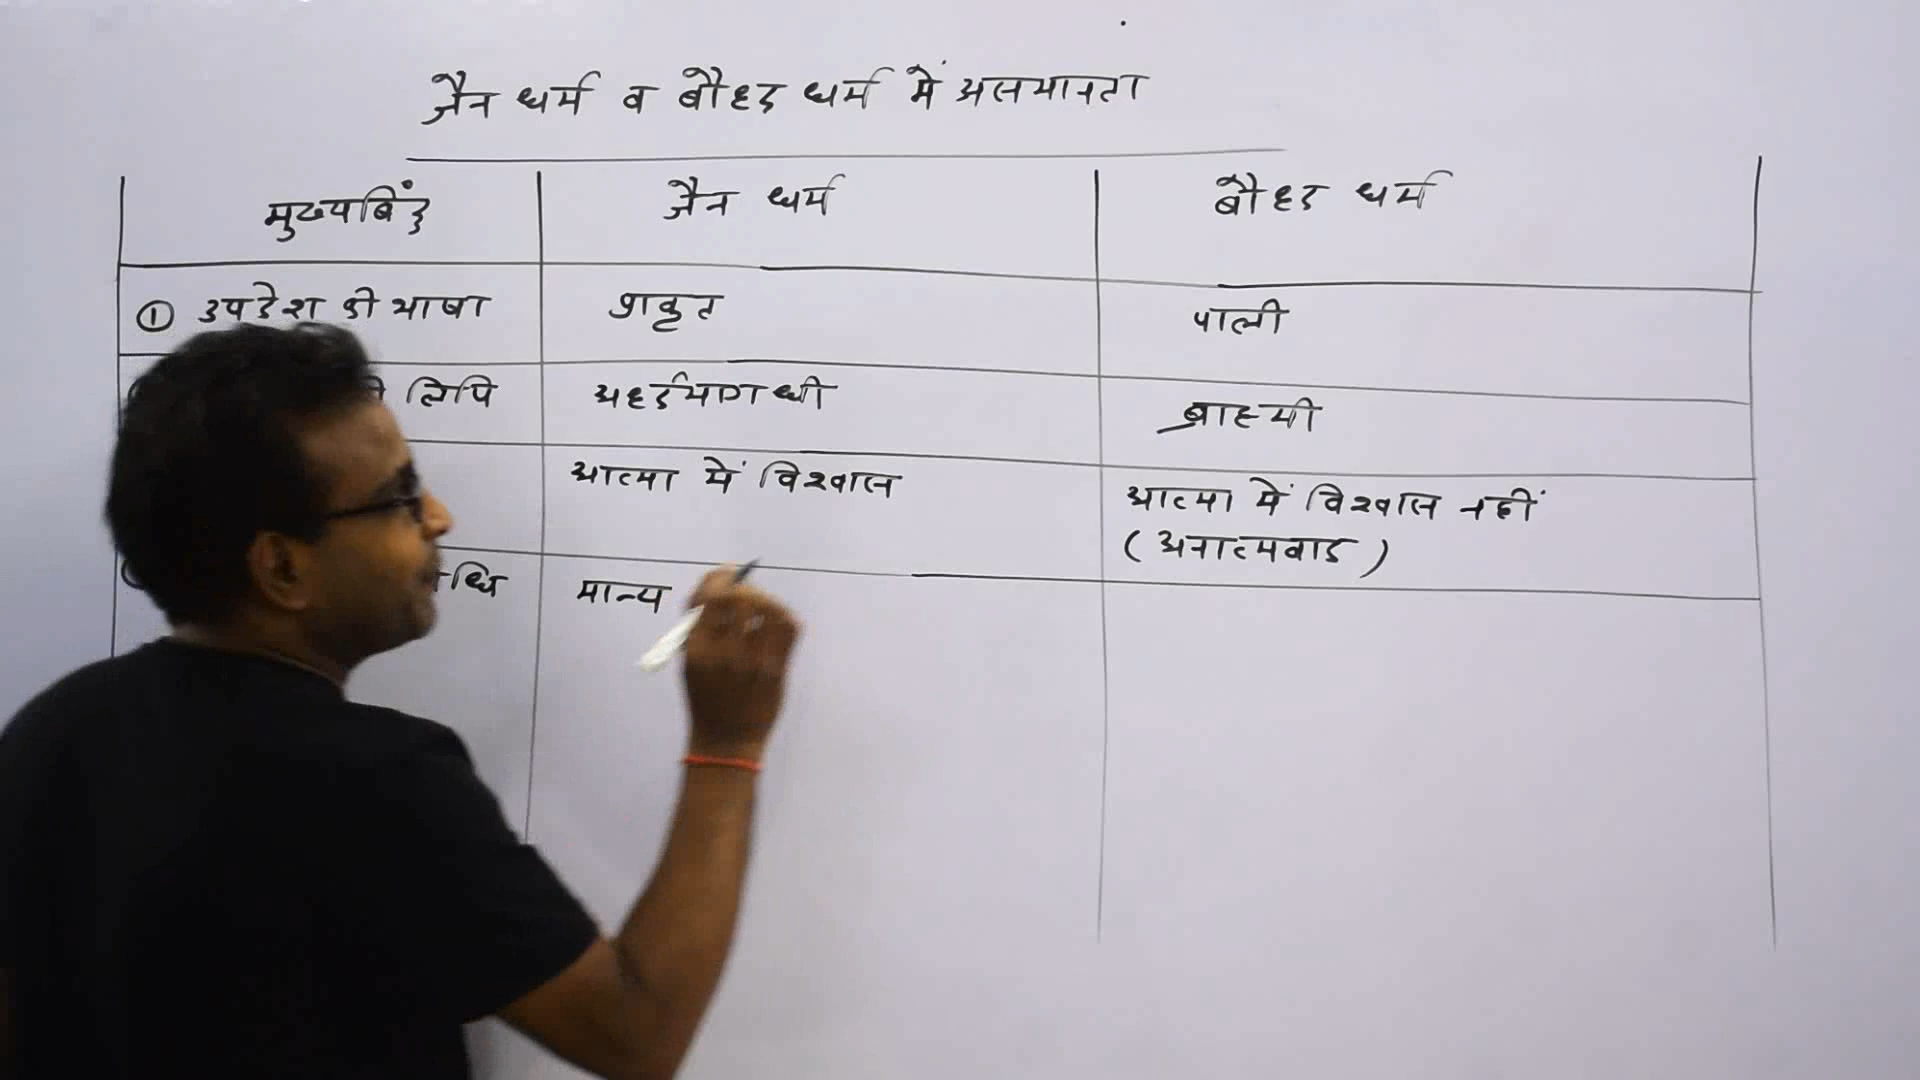 जैन धर्म व बौद्ध धर्म में असमानता
मुख्यबिंदु जैन धर्म बौद्ध धर्म
① उपदेश की भाषा प्राकृत पाली
लिपि अर्द्धमागधी ब्राह्मी
आत्मा में विश्वास आत्मा में विश्वास नहीं
(अनात्मवाद)
मान्य